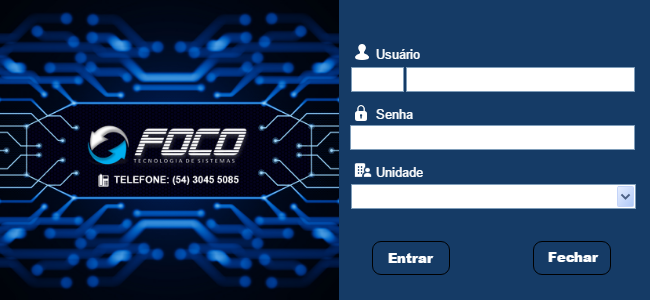 FOCO
TECNOLOGIA DE SISTEMAS
TELEFONE: (54) 3045 5085
Usuário
Senha
Unidade
Entrar
Fechar